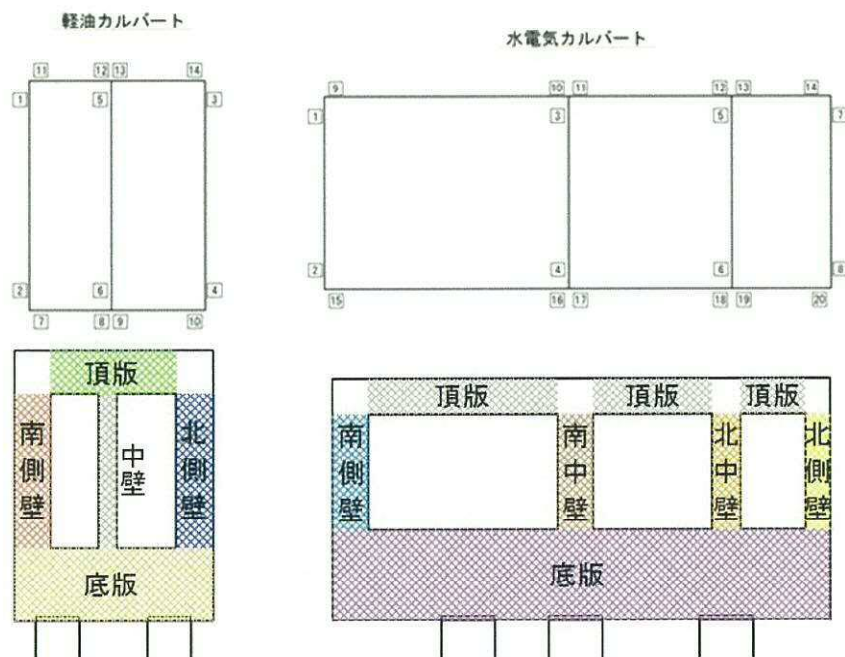 軽油カルバート
11 12 13 14
1 5 3
2 6 4
7 8 9 10
水電気カルバート
9 10 11 12 13 14
1 3 5 7
2 4 6 8
15 16 17 18 19 20
頂版
南側壁
中壁
北側壁
底版
頂版 頂版 頂版
南側壁
南中壁
北中壁
北側壁
底版